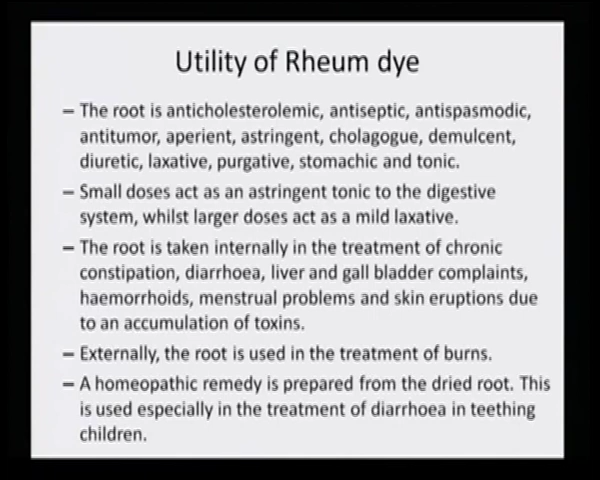 Utility of Rheum dye
– The root is anticholesterolemic, antiseptic, antispasmodic,
antitumor, aperient, astringent, cholagogue, demulcent,
diuretic, laxative, purgative, stomachic and tonic.
– Small doses act as an astringent tonic to the digestive
system, whilst larger doses act as a mild laxative.
– The root is taken internally in the treatment of chronic
constipation, diarrhoea, liver and gall bladder complaints,
haemorrhoids, menstrual problems and skin eruptions due
to an accumulation of toxins.
– Externally, the root is used in the treatment of burns.
– A homeopathic remedy is prepared from the dried root. This
is used especially in the treatment of diarrhoea in teething
children.